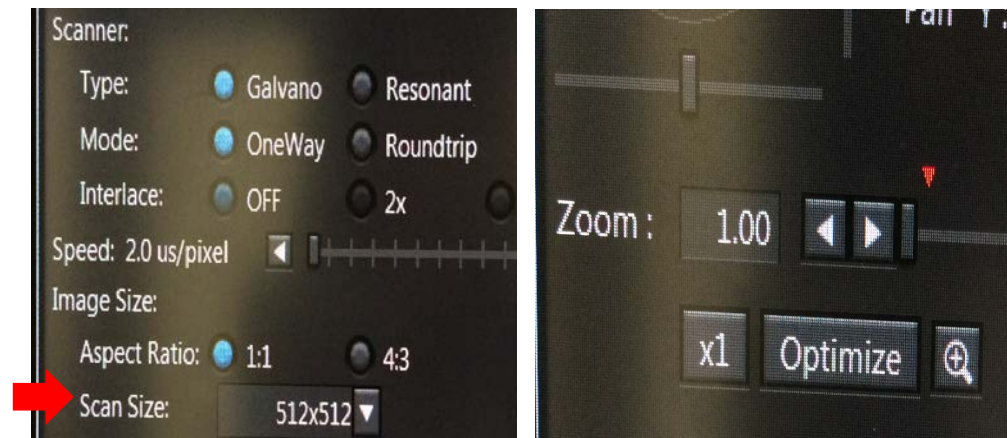 Scanner:
Type: Galvano Resonant
Mode: OneWay Roundtrip
Interlace: OFF 2x
Speed: 2.0 us/pixel
Image Size:
Aspect Ratio: 1:1 4:3
Scan Size: 512x512
Zoom : 1.00
x1 Optimize